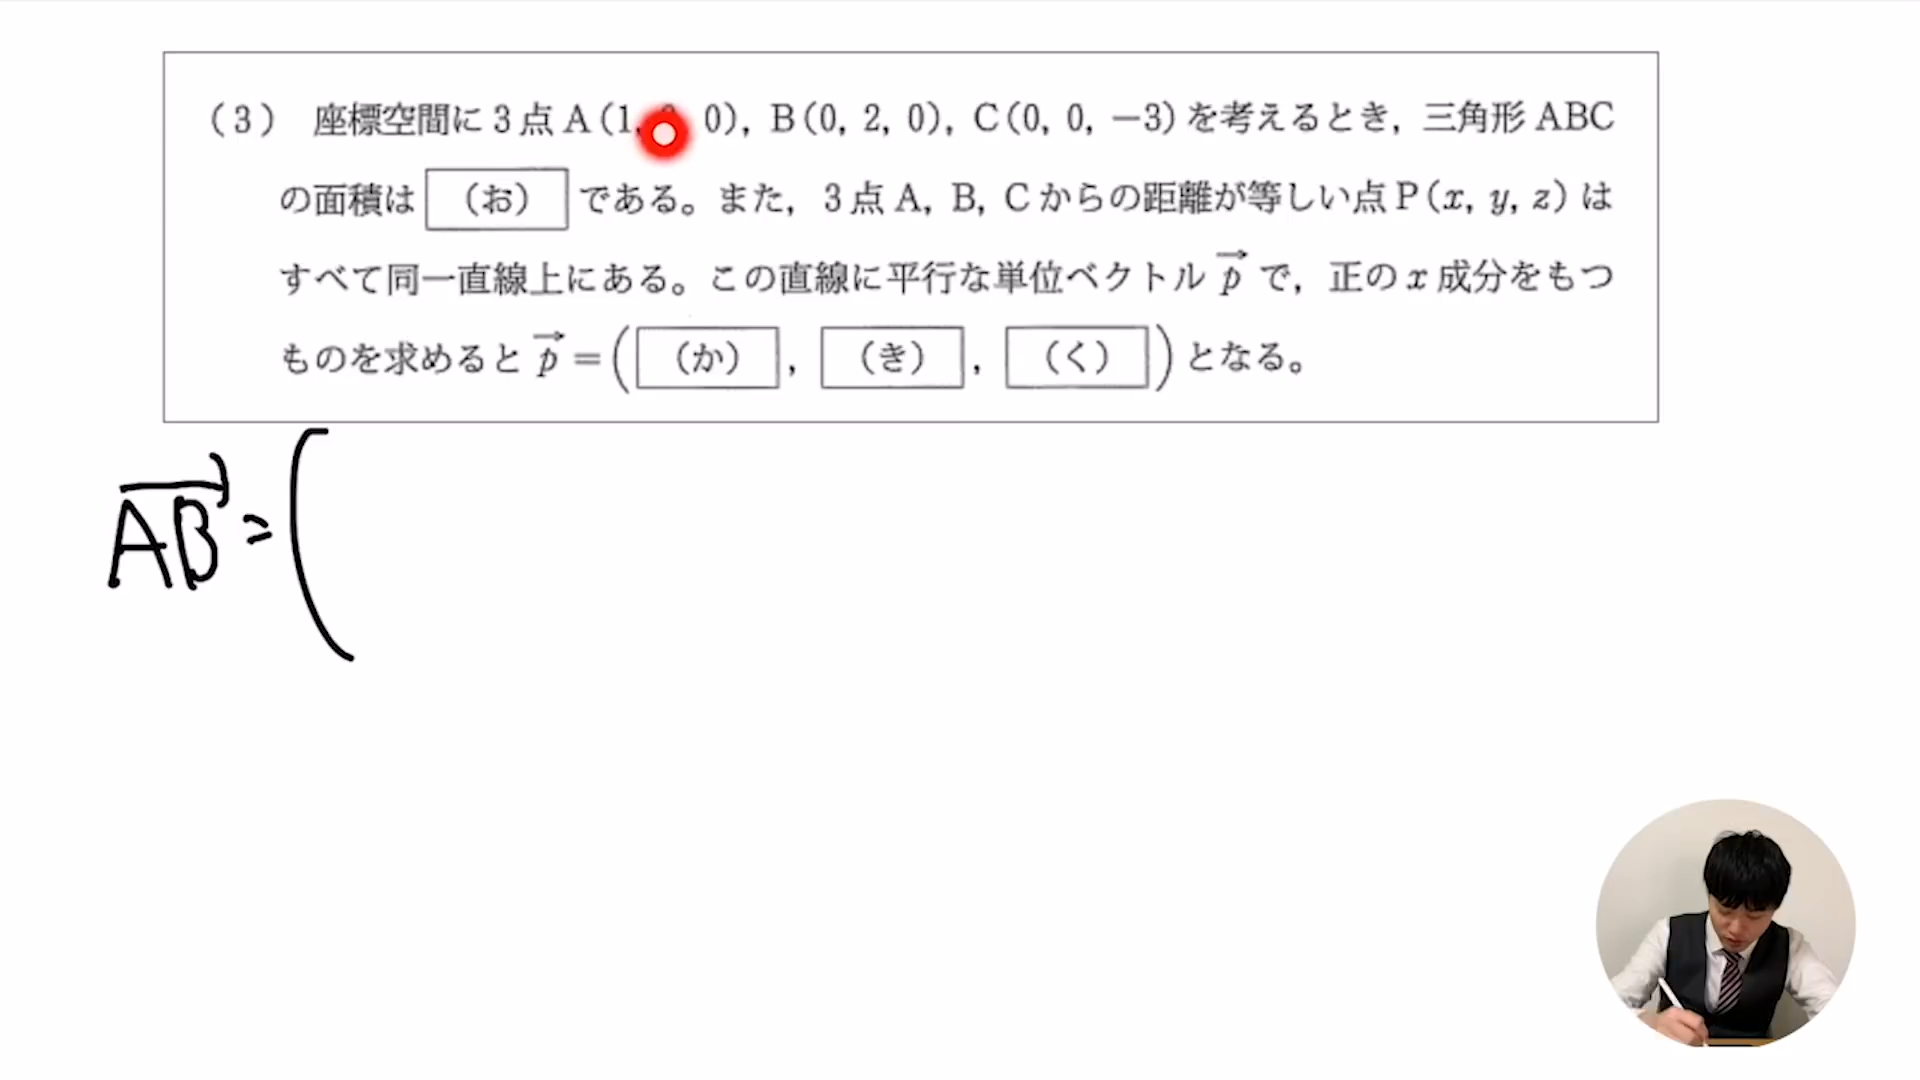 (3) 座標空間に3点A(1, 0), B(0, 2, 0), C(0, 0, −3)を考えるとき, 三角形ABC
の面積は (お) である。また, 3点A, B, Cからの距離が等しい点P(x, y, z)は
すべて同一直線上にある。この直線に平行な単位ベクトル p→ で, 正のx成分をもつ
ものを求めると p→ = ( (か) , (き) , (く) ) となる。
AB→ = (